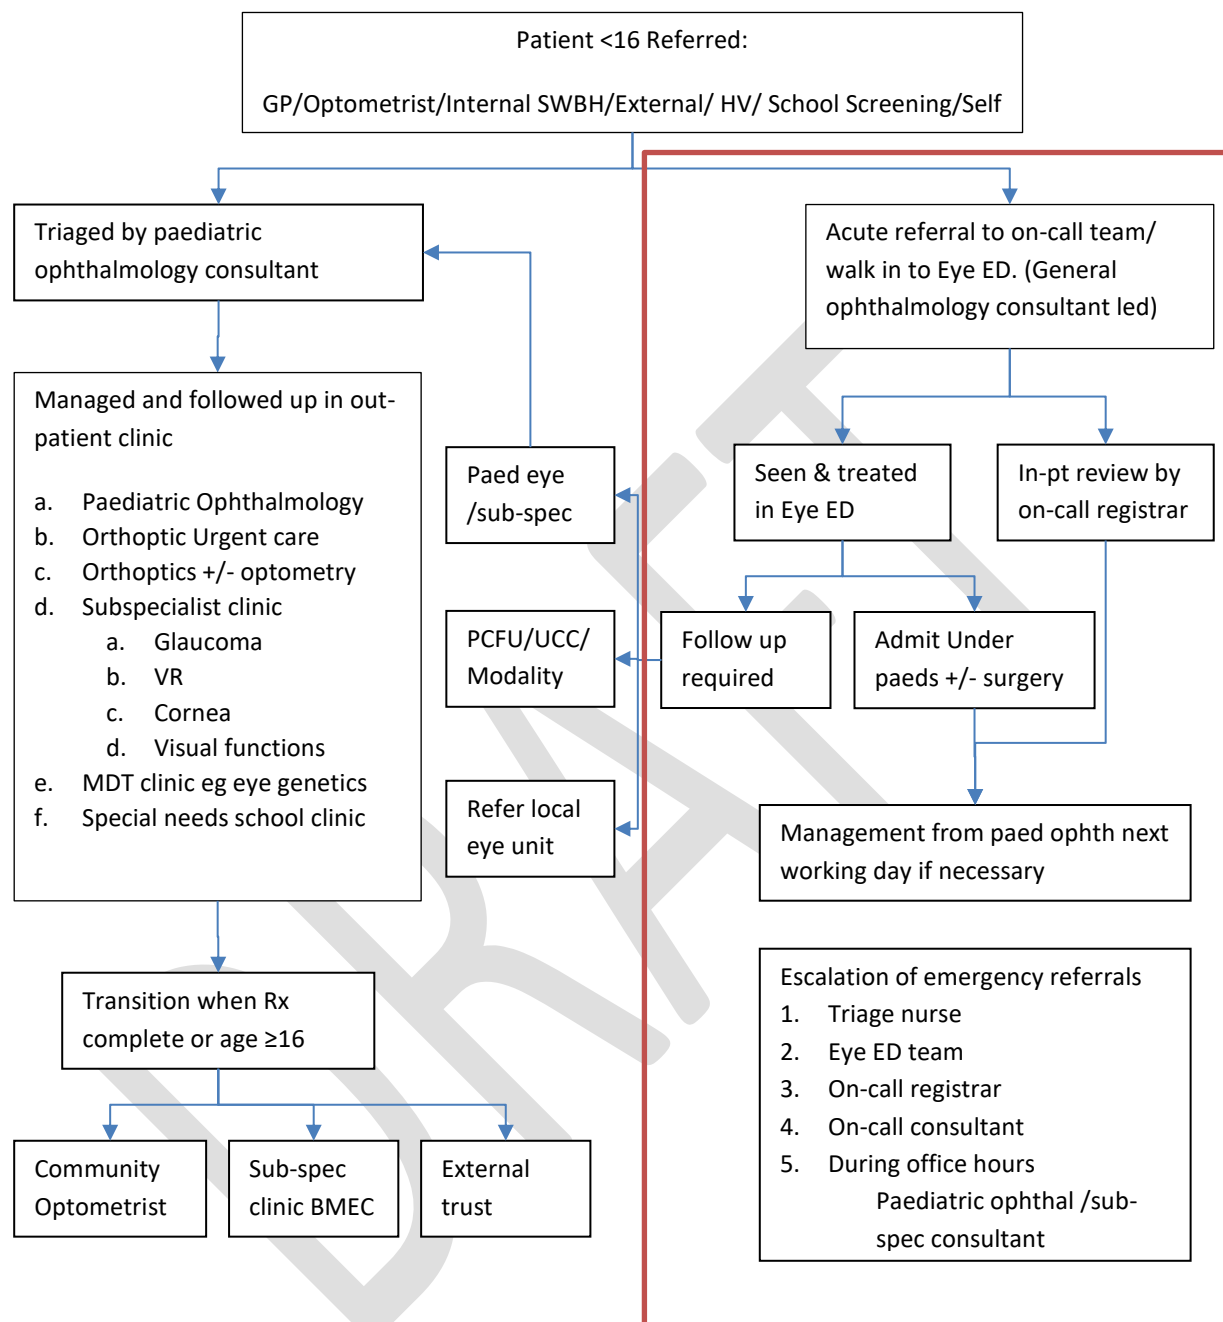 Patient <16 Referred:
GP/Optometrist/Internal SWBH/External/ HV/ School Screening/Self
Triaged by paediatric
ophthalmology consultant
Acute referral to on-call team/
walk in to Eye ED. (General
ophthalmology consultant led)
Managed and followed up in out-
patient clinic
a. Paediatric Ophthalmology
b. Orthoptic Urgent care
c. Orthoptics +/- optometry
d. Subspecialist clinic
a. Glaucoma
b. VR
c. Cornea
d. Visual functions
e. MDT clinic eg eye genetics
f. Special needs school clinic
Paed eye
/sub-spec
Seen & treated
in Eye ED
In-pt review by
on-call registrar
PCFU/UCC/
Modality
Follow up
required
Admit Under
paeds +/- surgery
Refer local
eye unit
Management from paed ophth next
working day if necessary
Transition when Rx
complete or age ≥16
Community
Optometrist
Sub-spec
clinic BMEC
External
trust
Escalation of emergency referrals
1. Triage nurse
2. Eye ED team
3. On-call registrar
4. On-call consultant
5. During office hours
Paediatric ophthal /sub-
spec consultant
DRAFT